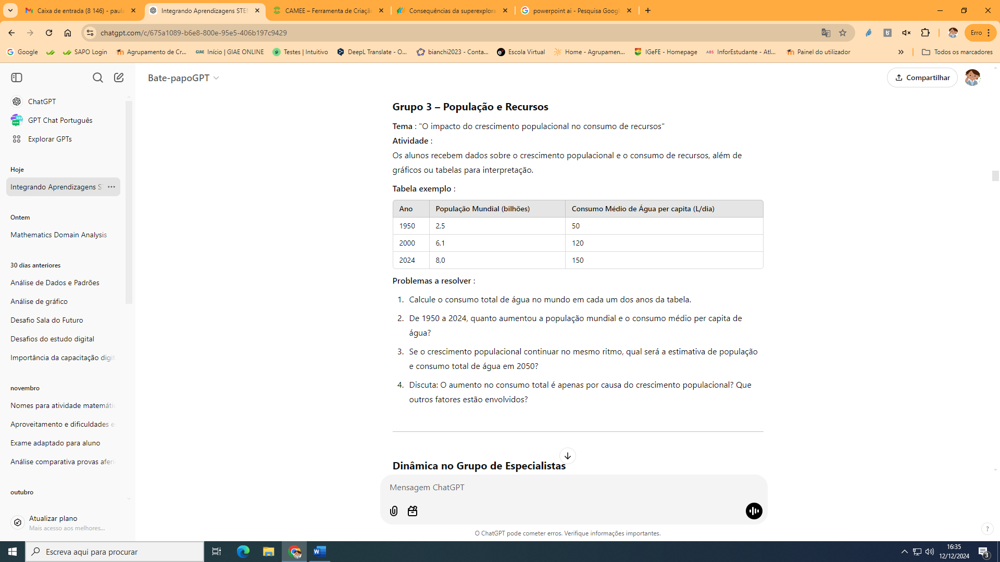 Caixa de entrada (8 146) - paula
Integrando Aprendizagens STEM
CAMEE – Ferramenta de Criação
Consequências da superexplora
powerpoint ai - Pesquisa Google
chatgpt.com/c/675a1089-b6e8-800e-95e5-406b197c9429
Erro
Google
SAPO Login
Agrupamento de Cr...
GIAE Início | GIAE ONLINE
Testes | Intuitivo
DeepL Translate - O...
bianchi2023 - Conta...
Escola Virtual
Home - Agrupamen...
IGeFE - Homepage
ABS InforEstudante - Atl...
Painel do utilizador
Todos os marcadores
Bate-papoGPT
Compartilhar
ChatGPT
GPT Chat Português
Explorar GPTs
Hoje
Integrando Aprendizagens S
Ontem
Mathematics Domain Analysis
30 dias anteriores
Análise de Dados e Padrões
Análise de gráfico
Desafio Sala do Futuro
Desafios do estudo digital
Importância da capacitação digit
novembro
Nomes para atividade matemátic
Aproveitamento e dificuldades e
Exame adaptado para aluno
Análise comparativa provas aferi
outubro
Atualizar plano
Mais acesso aos melhores...
Grupo 3 – População e Recursos
Tema : "O impacto do crescimento populacional no consumo de recursos"
Atividade :
Os alunos recebem dados sobre o crescimento populacional e o consumo de recursos, além de
gráficos ou tabelas para interpretação.
Tabela exemplo :
Ano População Mundial (bilhões) Consumo Médio de Água per capita (L/dia)
1950 2,5 50
2000 6,1 120
2024 8,0 150
Problemas a resolver :
1. Calcule o consumo total de água no mundo em cada um dos anos da tabela.
2. De 1950 a 2024, quanto aumentou a população mundial e o consumo médio per capita de
água?
3. Se o crescimento populacional continuar no mesmo ritmo, qual será a estimativa de população
e consumo total de água em 2050?
4. Discuta: O aumento no consumo total é apenas por causa do crescimento populacional? Que
outros fatores estão envolvidos?
Dinâmica no Grupo de Especialistas
Mensagem ChatGPT
O ChatGPT pode cometer erros. Verifique informações importantes.
?
Escreva aqui para procurar
16:35
12/12/2024
3